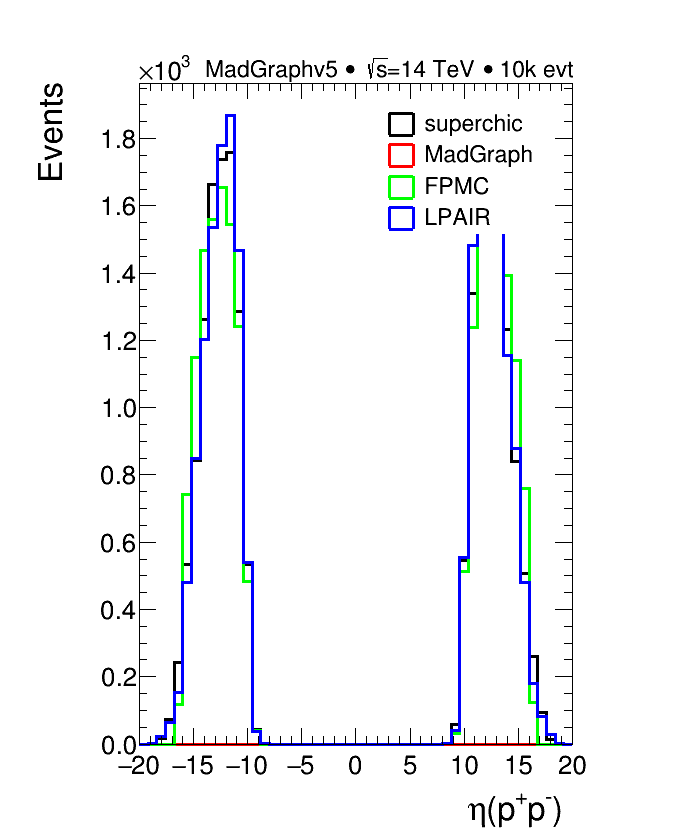 ×10³ MadGraphv5 • √s=14 TeV • 10k evt
Events
superchic
MadGraph
FPMC
LPAIR
1.8
1.6
1.4
1.2
1.0
0.8
0.6
0.4
0.2
0.0
−20 −15 −10 −5 0 5 10 15 20
η(p⁺p⁻)